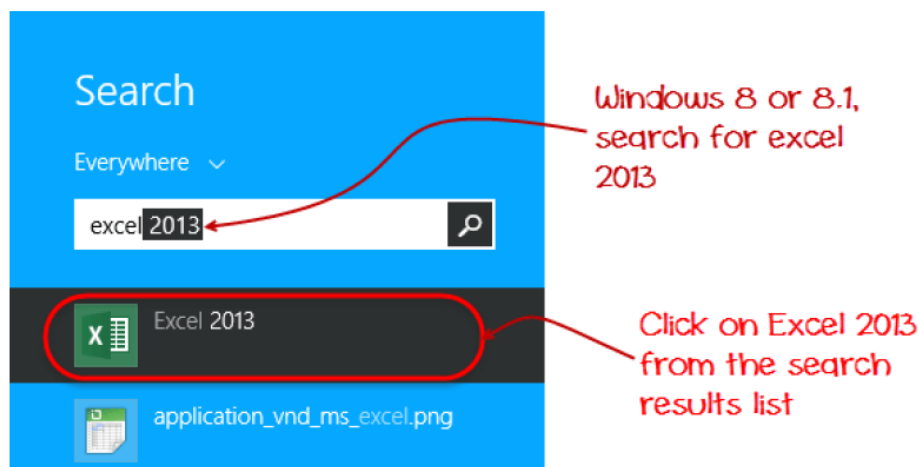 Search
Everywhere
excel 2013
Excel 2013
application_vnd_ms_excel.png
Windows 8 or 8.1,
search for excel
2013
Click on Excel 2013
from the search
results list